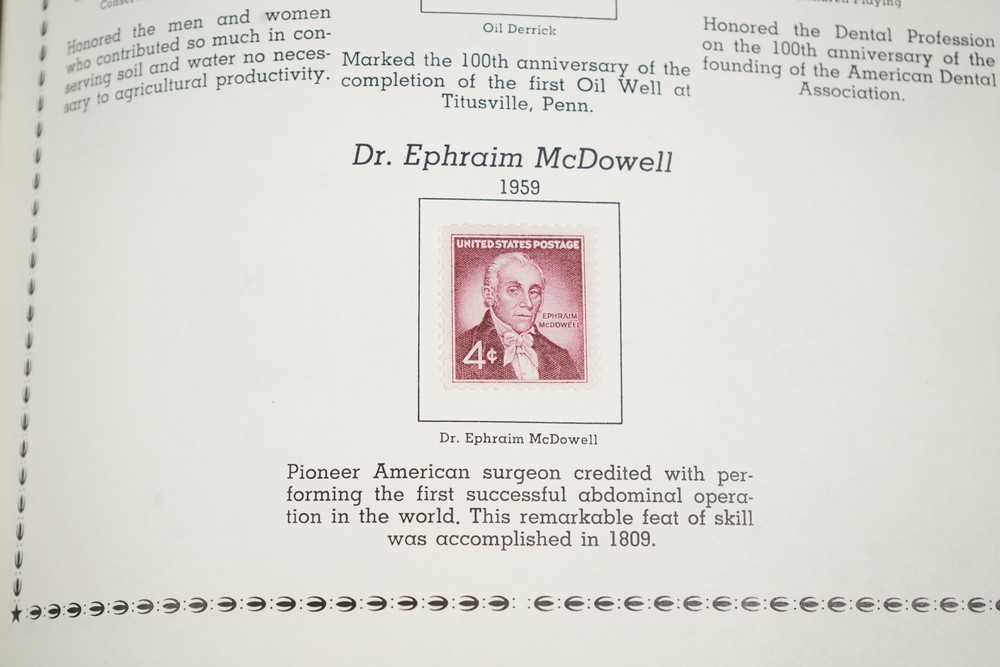 Honored the men and women
who contributed so much in con-
serving soil and water no neces-
sary to agricultural productivity.
Oil Derrick
Marked the 100th anniversary of the
completion of the first Oil Well at
Titusville, Penn.
Playing
Honored the Dental Profession
on the 100th anniversary of the
founding of the American Dental
Association.
Dr. Ephraim McDowell
1959
UNITED STATES POSTAGE
EPHRAIM
McDOWELL
4¢
Dr. Ephraim McDowell
Pioneer American surgeon credited with per-
forming the first successful abdominal opera-
tion in the world. This remarkable feat of skill
was accomplished in 1809.